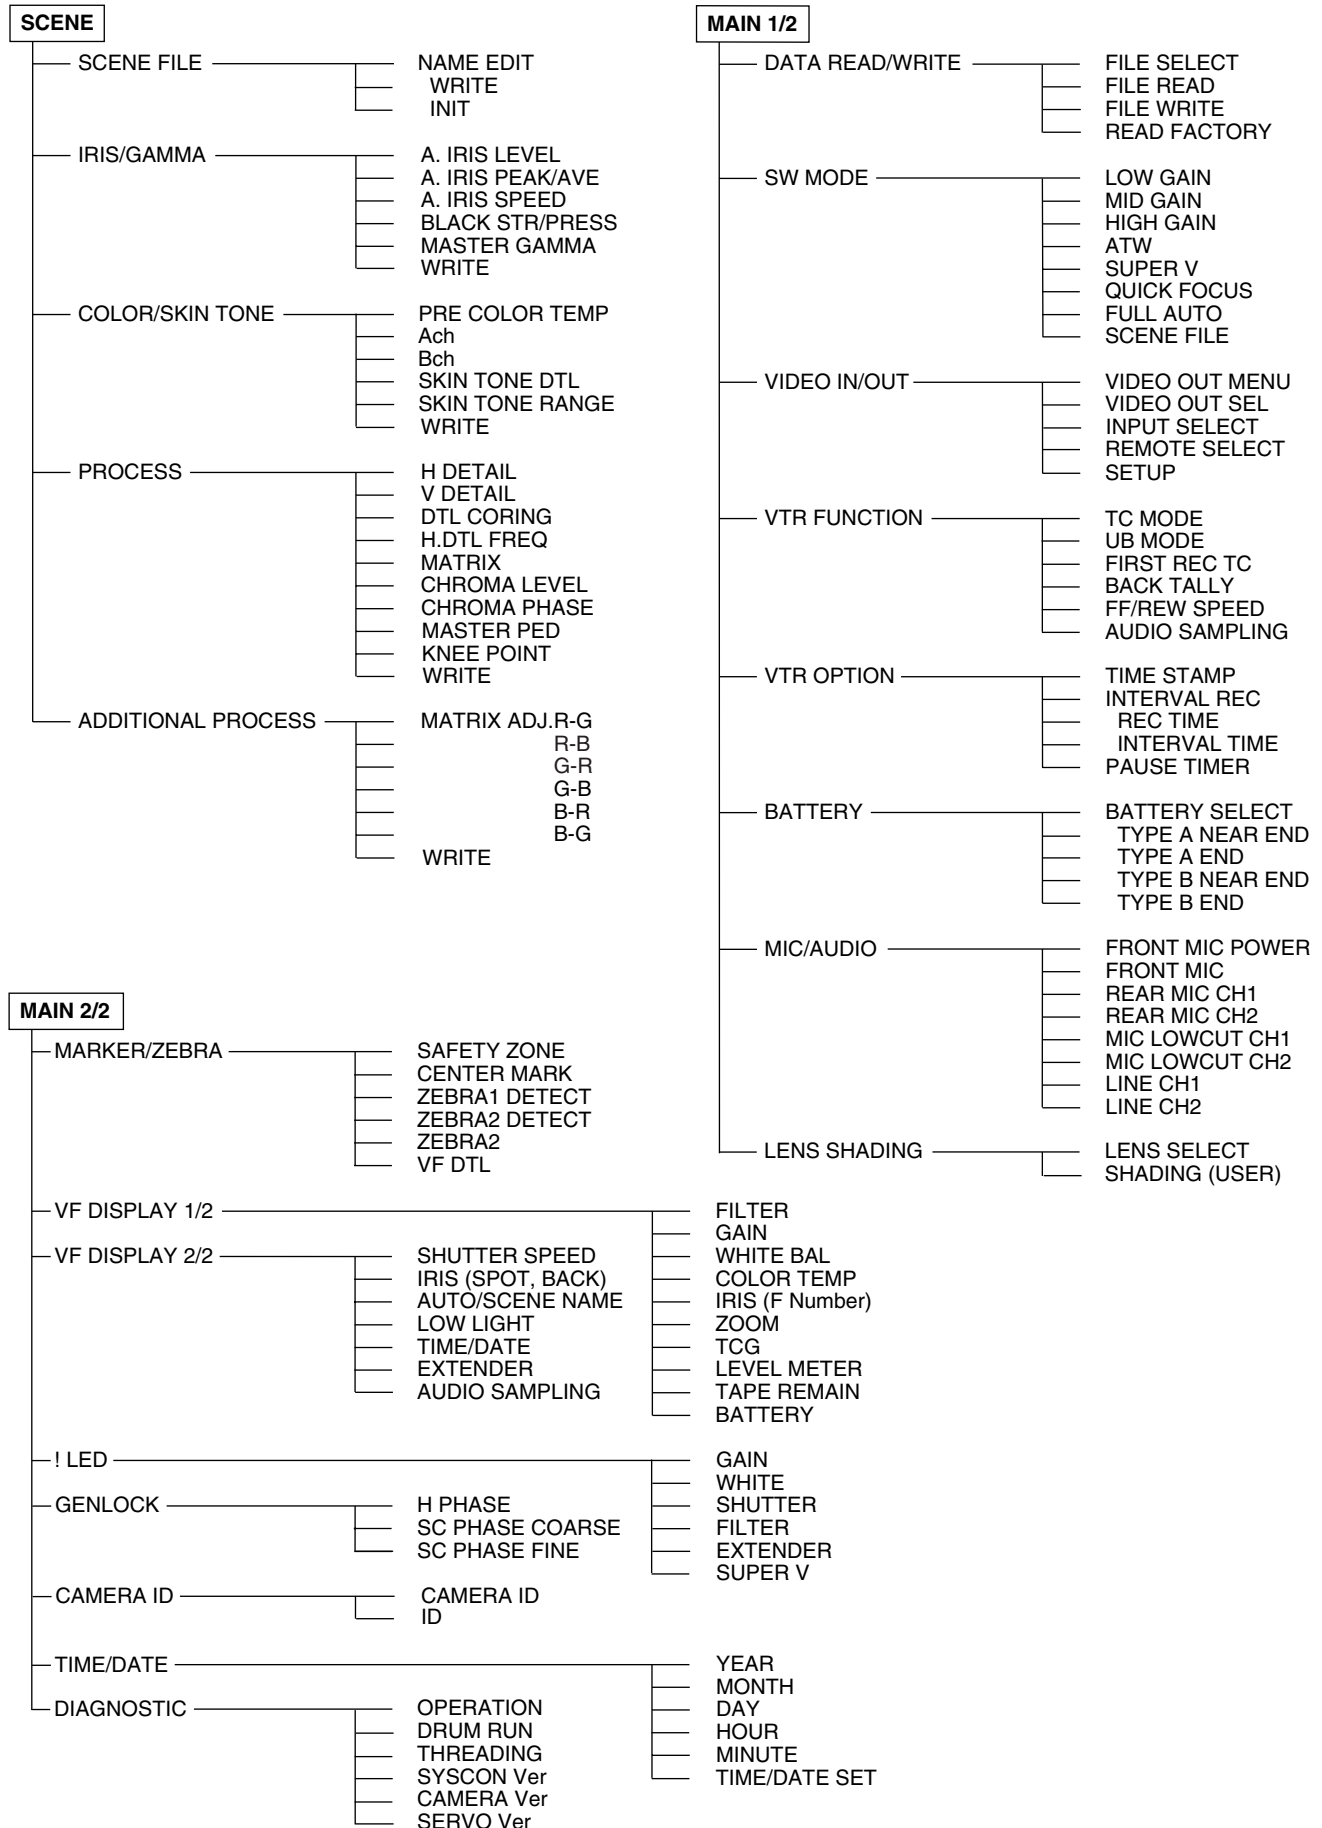 SCENE
SCENE FILE
NAME EDIT
WRITE
INIT
IRIS/GAMMA
A. IRIS LEVEL
A. IRIS PEAK/AVE
A. IRIS SPEED
BLACK STR/PRESS
MASTER GAMMA
WRITE
COLOR/SKIN TONE
PRE COLOR TEMP
Ach
Bch
SKIN TONE DTL
SKIN TONE RANGE
WRITE
PROCESS
H DETAIL
V DETAIL
DTL CORING
H.DTL FREQ
MATRIX
CHROMA LEVEL
CHROMA PHASE
MASTER PED
KNEE POINT
WRITE
ADDITIONAL PROCESS
MATRIX ADJ.R-G
R-B
G-R
G-B
B-R
B-G
WRITE
MAIN 1/2
DATA READ/WRITE
FILE SELECT
FILE READ
FILE WRITE
READ FACTORY
SW MODE
LOW GAIN
MID GAIN
HIGH GAIN
ATW
SUPER V
QUICK FOCUS
FULL AUTO
SCENE FILE
VIDEO IN/OUT
VIDEO OUT MENU
VIDEO OUT SEL
INPUT SELECT
REMOTE SELECT
SETUP
VTR FUNCTION
TC MODE
UB MODE
FIRST REC TC
BACK TALLY
FF/REW SPEED
AUDIO SAMPLING
VTR OPTION
TIME STAMP
INTERVAL REC
REC TIME
INTERVAL TIME
PAUSE TIMER
BATTERY
BATTERY SELECT
TYPE A NEAR END
TYPE A END
TYPE B NEAR END
TYPE B END
MIC/AUDIO
FRONT MIC POWER
FRONT MIC
REAR MIC CH1
REAR MIC CH2
MIC LOWCUT CH1
MIC LOWCUT CH2
LINE CH1
LINE CH2
LENS SHADING
LENS SELECT
SHADING (USER)
MAIN 2/2
MARKER/ZEBRA
SAFETY ZONE
CENTER MARK
ZEBRA1 DETECT
ZEBRA2 DETECT
ZEBRA2
VF DTL
VF DISPLAY 1/2
FILTER
GAIN
WHITE BAL
COLOR TEMP
IRIS (F Number)
ZOOM
TCG
LEVEL METER
TAPE REMAIN
BATTERY
VF DISPLAY 2/2
SHUTTER SPEED
IRIS (SPOT, BACK)
AUTO/SCENE NAME
LOW LIGHT
TIME/DATE
EXTENDER
AUDIO SAMPLING
! LED
GAIN
WHITE
SHUTTER
FILTER
EXTENDER
SUPER V
GENLOCK
H PHASE
SC PHASE COARSE
SC PHASE FINE
CAMERA ID
CAMERA ID
ID
TIME/DATE
YEAR
MONTH
DAY
HOUR
MINUTE
TIME/DATE SET
DIAGNOSTIC
OPERATION
DRUM RUN
THREADING
SYSCON Ver
CAMERA Ver
SERVO Ver